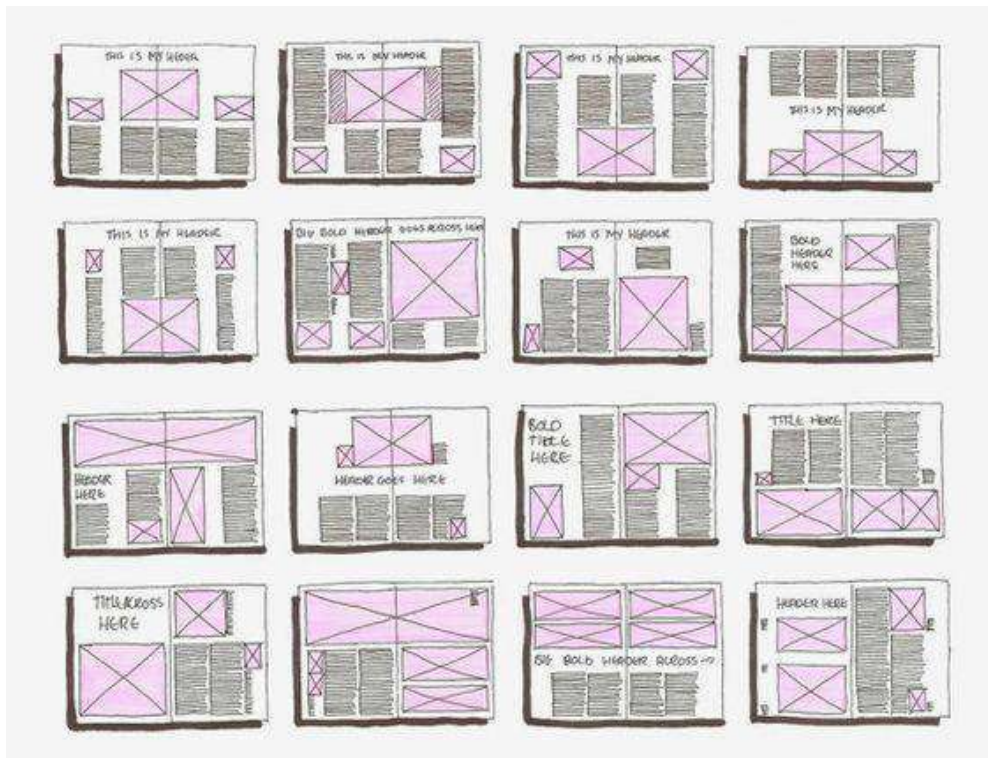 THIS IS MY HEADER
THIS IS MY HEADER
THIS IS MY HEADER
THIS IS MY HEADER
THIS IS MY HEADER
BIG BOLD HEADER GOES ACROSS HERE
THIS IS MY HEADER
BOLD
HEADER
HERE
HEADER
HERE
HEADER GOES HERE
BOLD
TITLE
HERE
TITLE HERE
TITLE ACROSS
HERE
BIG BOLD HEADER ACROSS →
HEADER HERE